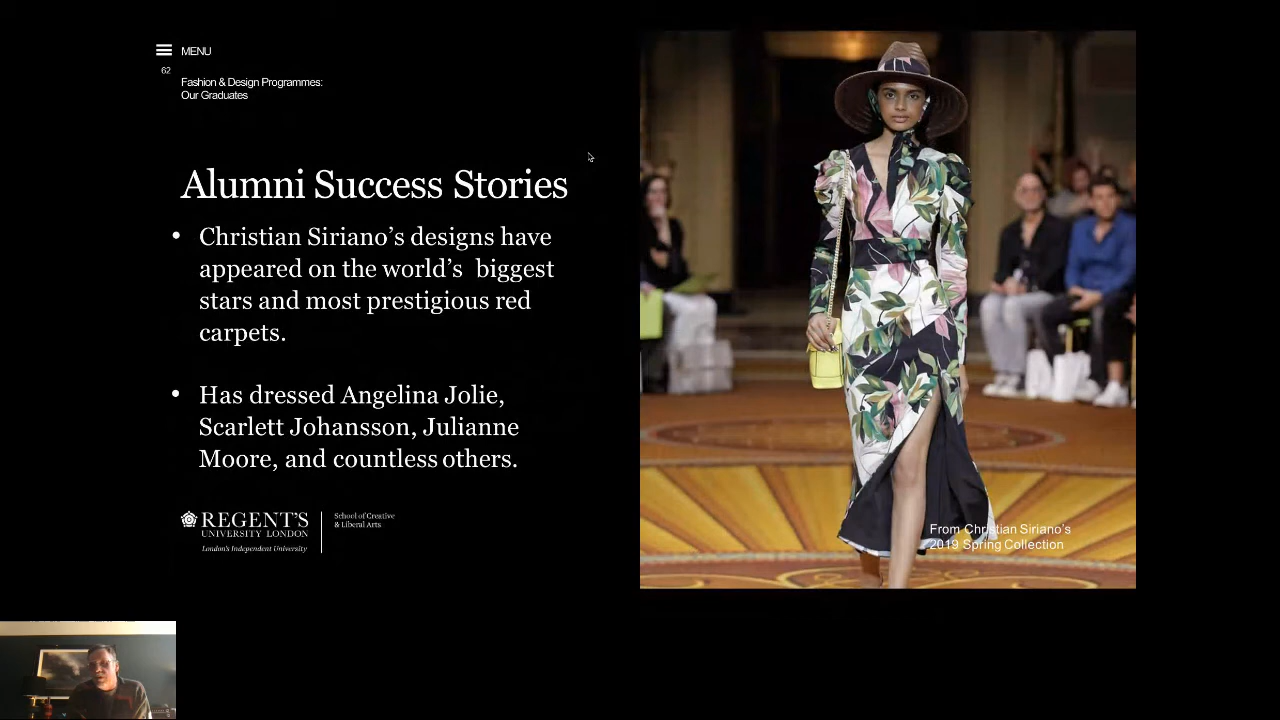 MENU
62
Fashion & Design Programmes:
Our Graduates
Alumni Success Stories
• Christian Siriano’s designs have
appeared on the world’s  biggest
stars and most prestigious red
carpets.
• Has dressed Angelina Jolie,
Scarlett Johansson, Julianne
Moore, and countless others.
REGENT'S
UNIVERSITY LONDON
London's Independent University
School of Creative
& Liberal Arts
From Christian Siriano’s
2019 Spring Collection